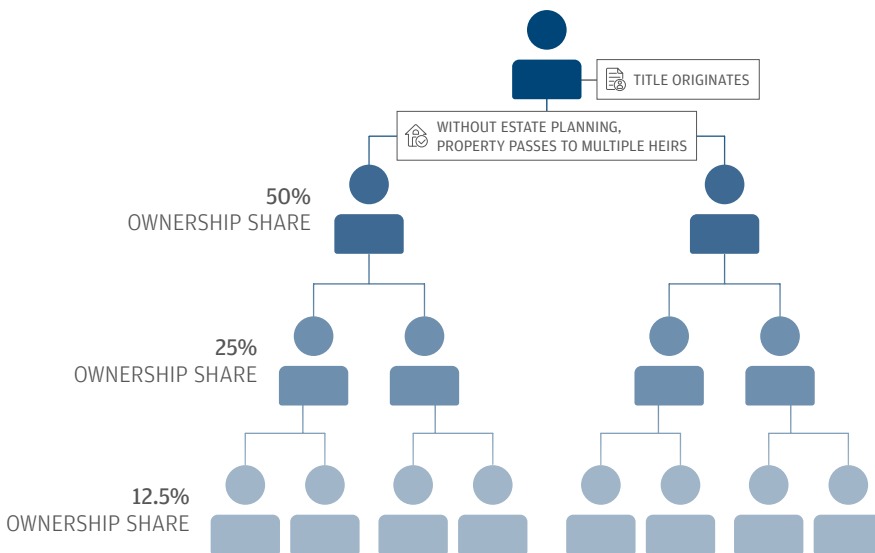 TITLE ORIGINATES
WITHOUT ESTATE PLANNING,
PROPERTY PASSES TO MULTIPLE HEIRS
50%
OWNERSHIP SHARE
25%
OWNERSHIP SHARE
12.5%
OWNERSHIP SHARE